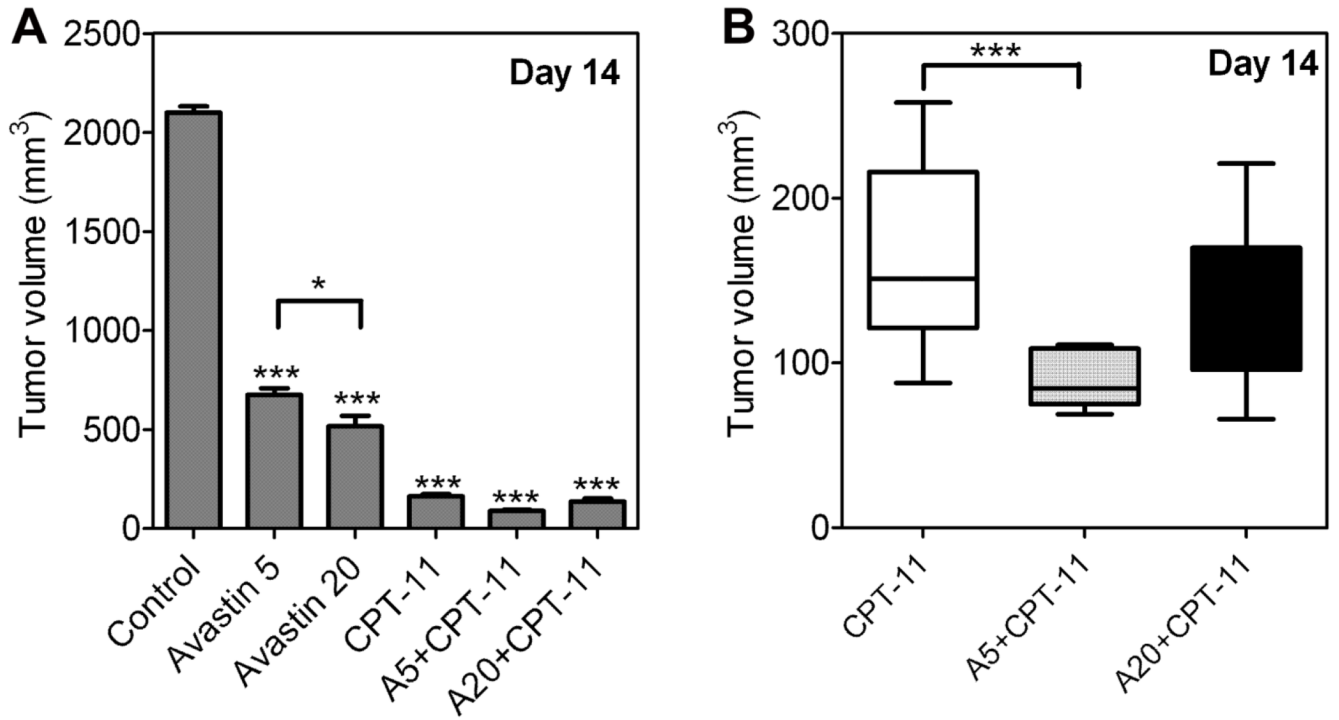 A
Day 14
Tumor volume (mm³)
2500
2000
1500
1000
500
0
*
***
***
***
***
***
Control
Avastin 5
Avastin 20
CPT-11
A5+CPT-11
A20+CPT-11
B
Day 14
Tumor volume (mm³)
300
200
100
0
***
CPT-11
A5+CPT-11
A20+CPT-11